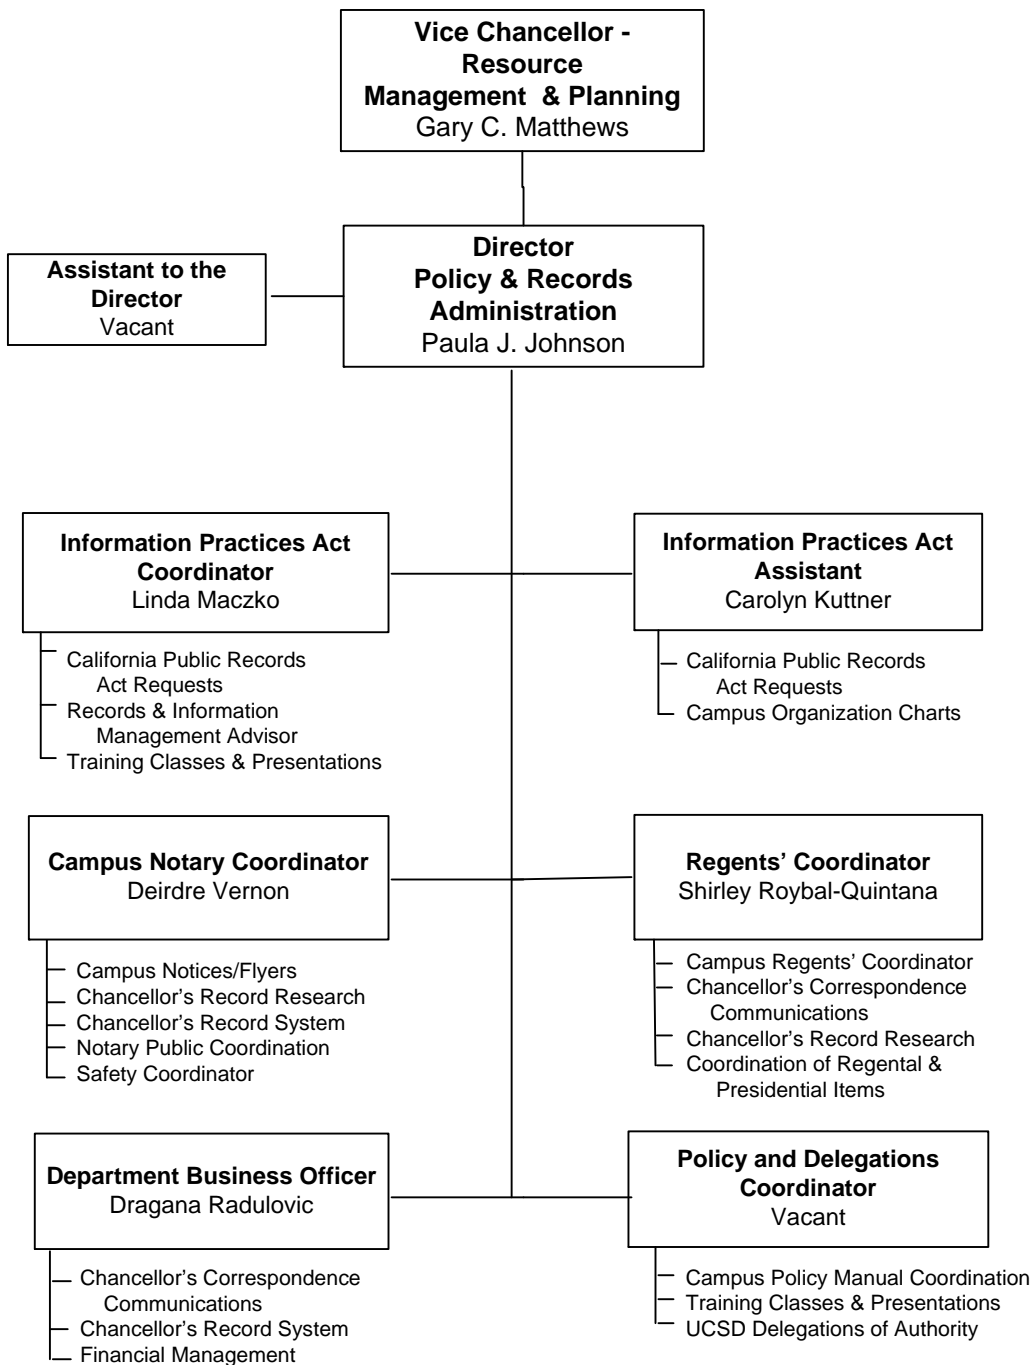 Vice Chancellor -
Resource
Management & Planning
Gary C. Matthews
Director
Policy & Records
Administration
Paula J. Johnson
Assistant to the
Director
Vacant
Information Practices Act
Coordinator
Linda Maczko
California Public Records
Act Requests
Records & Information
Management Advisor
Training Classes & Presentations
Information Practices Act
Assistant
Carolyn Kuttner
California Public Records
Act Requests
Campus Organization Charts
Campus Notary Coordinator
Deirdre Vernon
Campus Notices/Flyers
Chancellor's Record Research
Chancellor's Record System
Notary Public Coordination
Safety Coordinator
Regents' Coordinator
Shirley Roybal-Quintana
Campus Regents' Coordinator
Chancellor's Correspondence
Communications
Chancellor's Record Research
Coordination of Regental &
Presidential Items
Department Business Officer
Dragana Radulovic
Chancellor's Correspondence
Communications
Chancellor's Record System
Financial Management
Policy and Delegations
Coordinator
Vacant
Campus Policy Manual Coordination
Training Classes & Presentations
UCSD Delegations of Authority